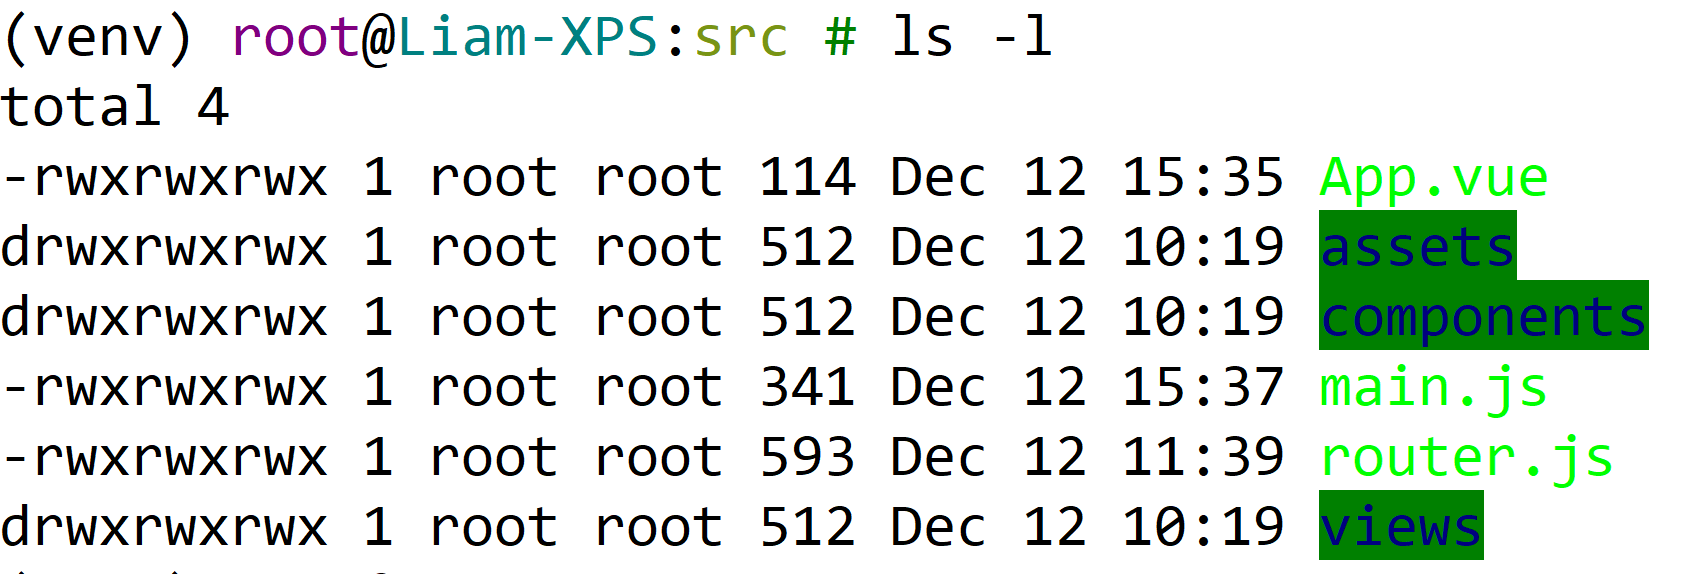 (venv) root@Liam-XPS:src # ls -l
total 4
-rwxrwxrwx 1 root root 114 Dec 12 15:35 App.vue
drwxrwxrwx 1 root root 512 Dec 12 10:19 assets
drwxrwxrwx 1 root root 512 Dec 12 10:19 components
-rwxrwxrwx 1 root root 341 Dec 12 15:37 main.js
-rwxrwxrwx 1 root root 593 Dec 12 11:39 router.js
drwxrwxrwx 1 root root 512 Dec 12 10:19 views